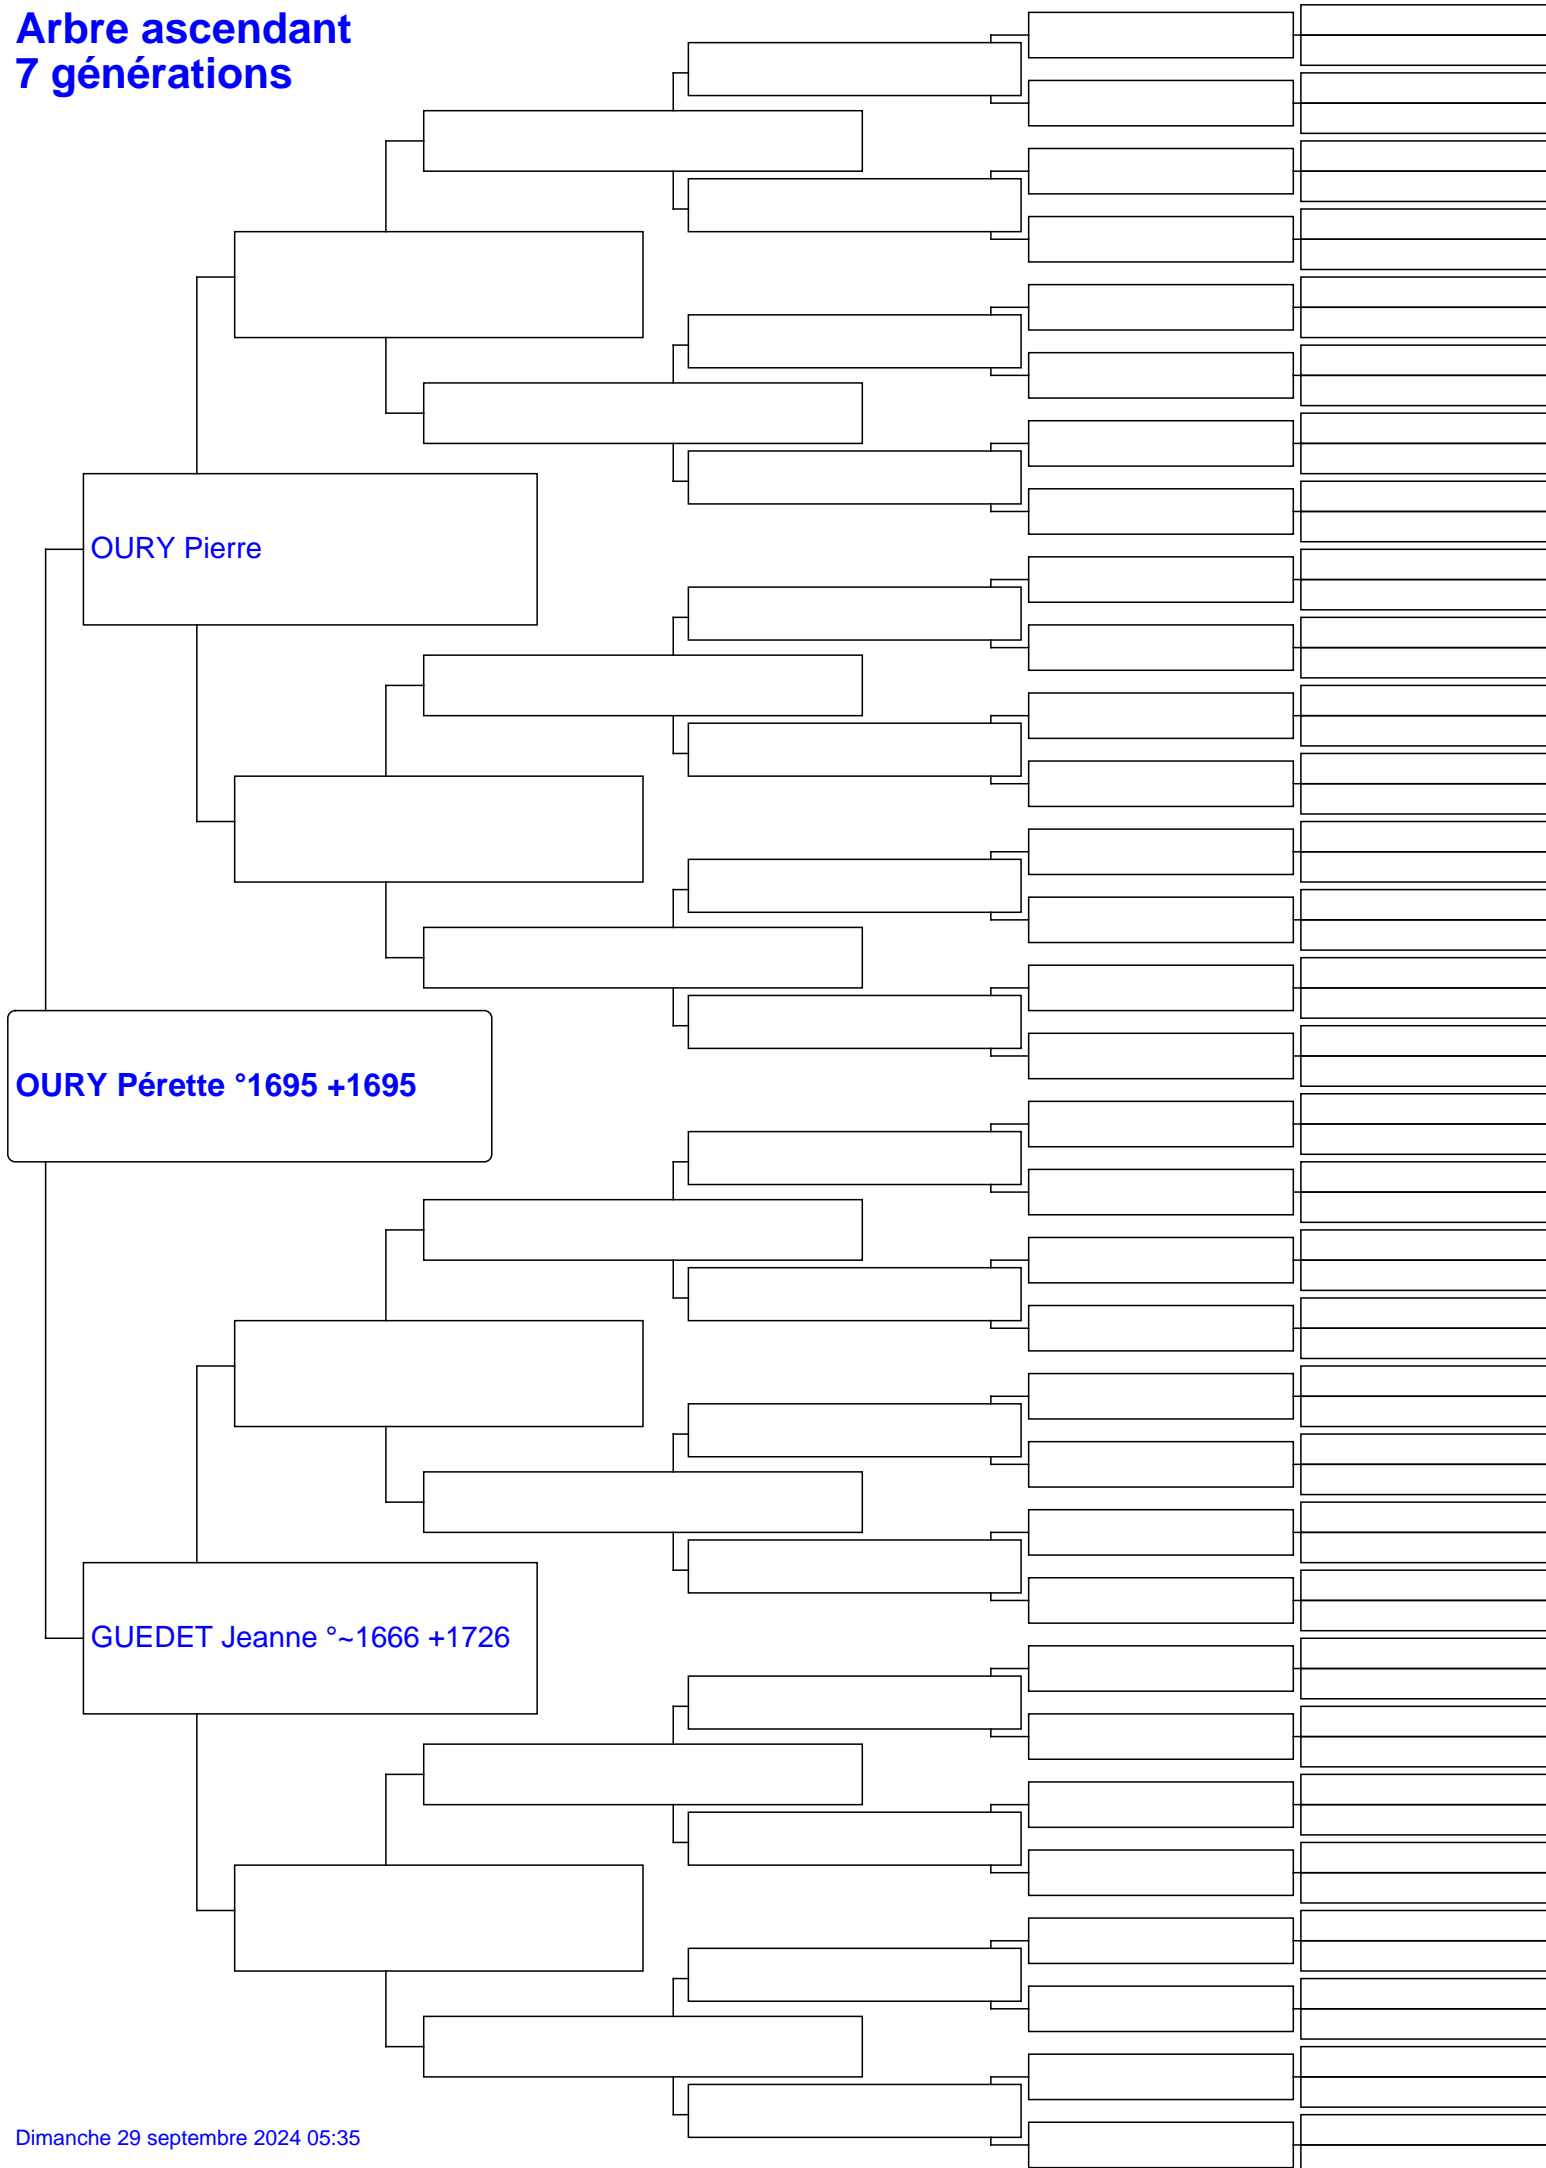 Arbre ascendant
7 générations
OURY Pierre
OURY Pérette °1695 +1695
GUEDET Jeanne °~1666 +1726
Dimanche 29 septembre 2024 05:35